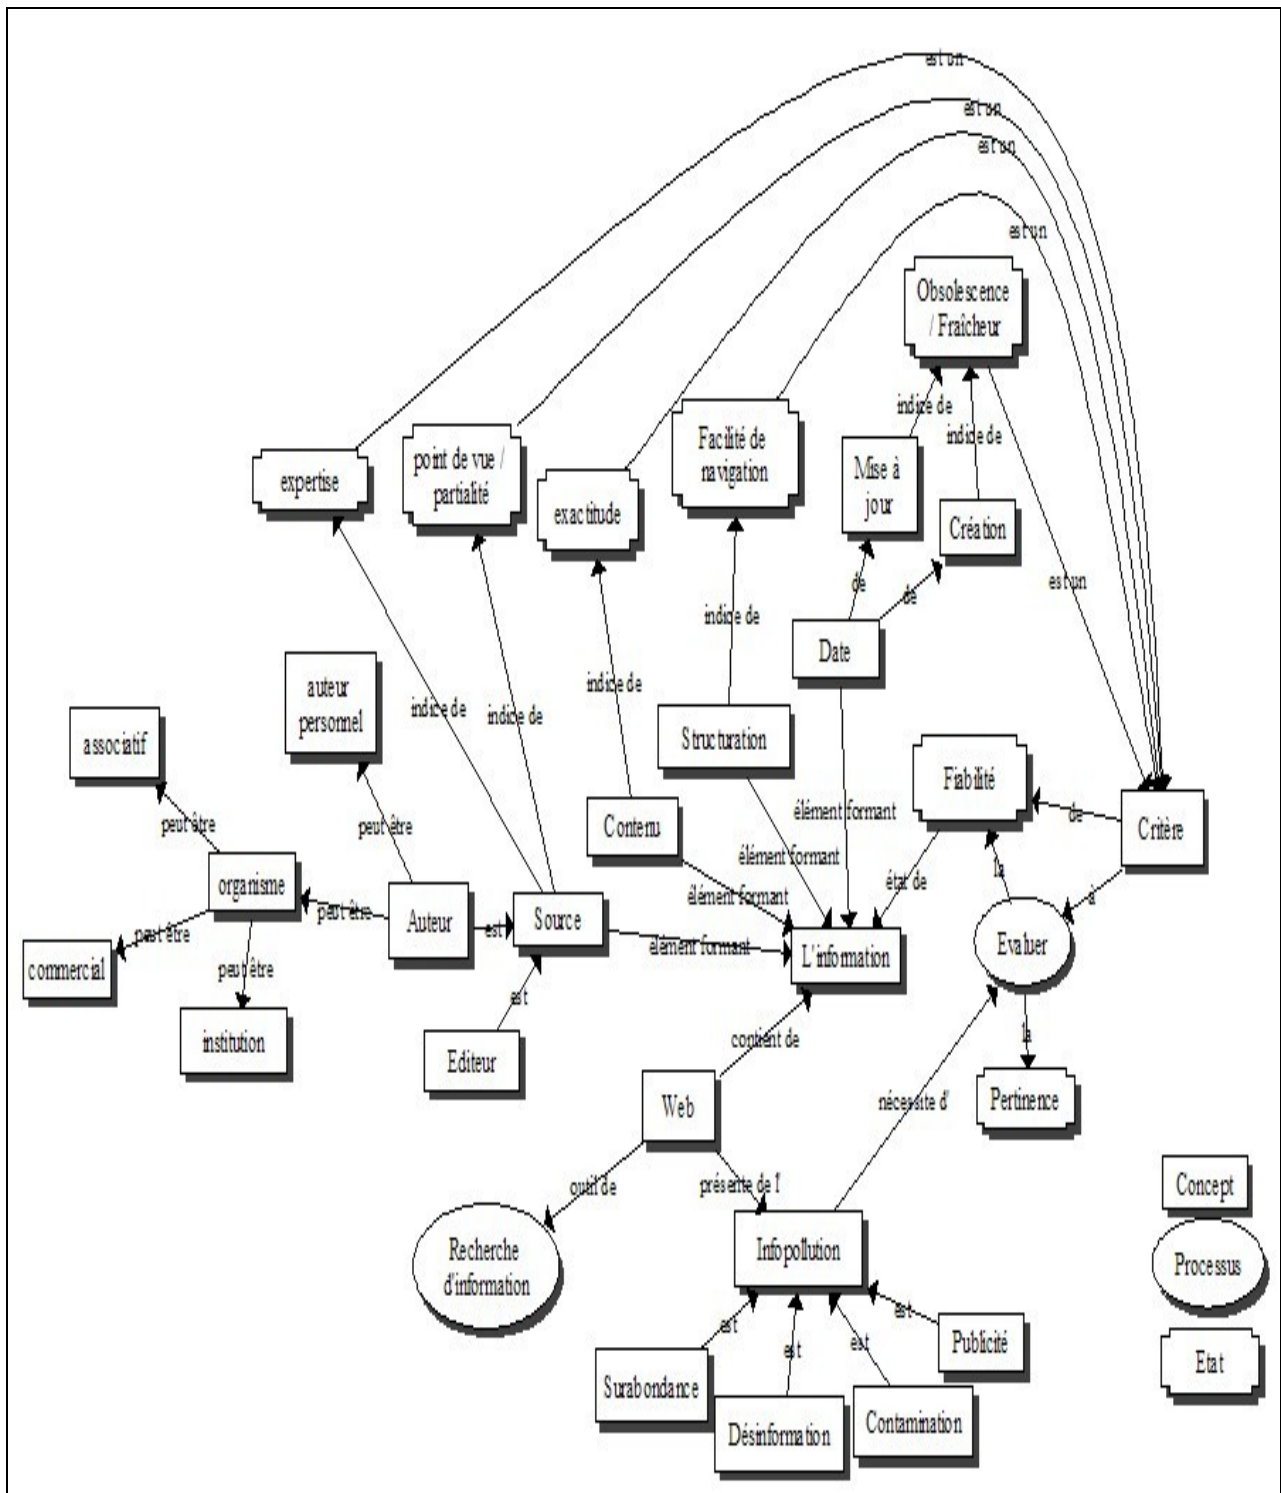 est un
est un
est un
est un
Obsolescence
/ Fraîcheur
indice de
indice de
Facilité de
navigation
point de vue /
partialité
expertise
exactitude
Mise à
jour
Création
est un
de
de
indice de
Date
auteur
personnel
indice de
indice de
indice de
associatif
Structuration
Fiabilité
peut être
peut être
Contenu
élément formant
de
Critère
élément formant
la
organisme
état de
à
peut être
Auteur
est
Source
élément formant
élément formant
L'information
Evaluer
peut être
commercial
peut être
est
institution
Editeur
contient de
la
Web
nécessite d'
Pertinence
outil de
présente de l'
Concept
Recherche
d'information
Infopollution
Processus
est
est
est
est
Publicité
Surabondance
Désinformation
Contamination
Etat